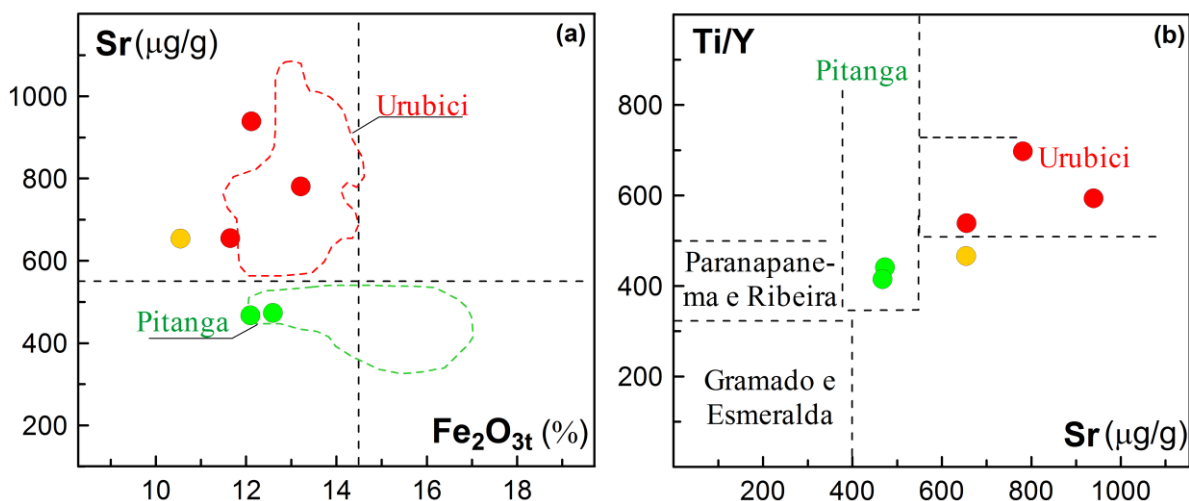 Sr (μg/g)
(a)
1000
800
600
400
200
Urubici
Pitanga
Fe₂O₃t (%)
10
12
14
16
18
Ti/Y
(b)
Pitanga
800
600
400
200
Urubici
Paranapane-
ma e Ribeira
Gramado e
Esmeralda
Sr (μg/g)
200
400
600
800
1000